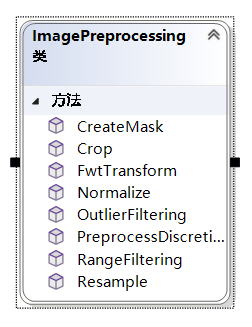 ImagePreprocessing
类
方法
CreateMask
Crop
FwtTransform
Normalize
OutlierFiltering
PreprocessDiscreti...
RangeFiltering
Resample